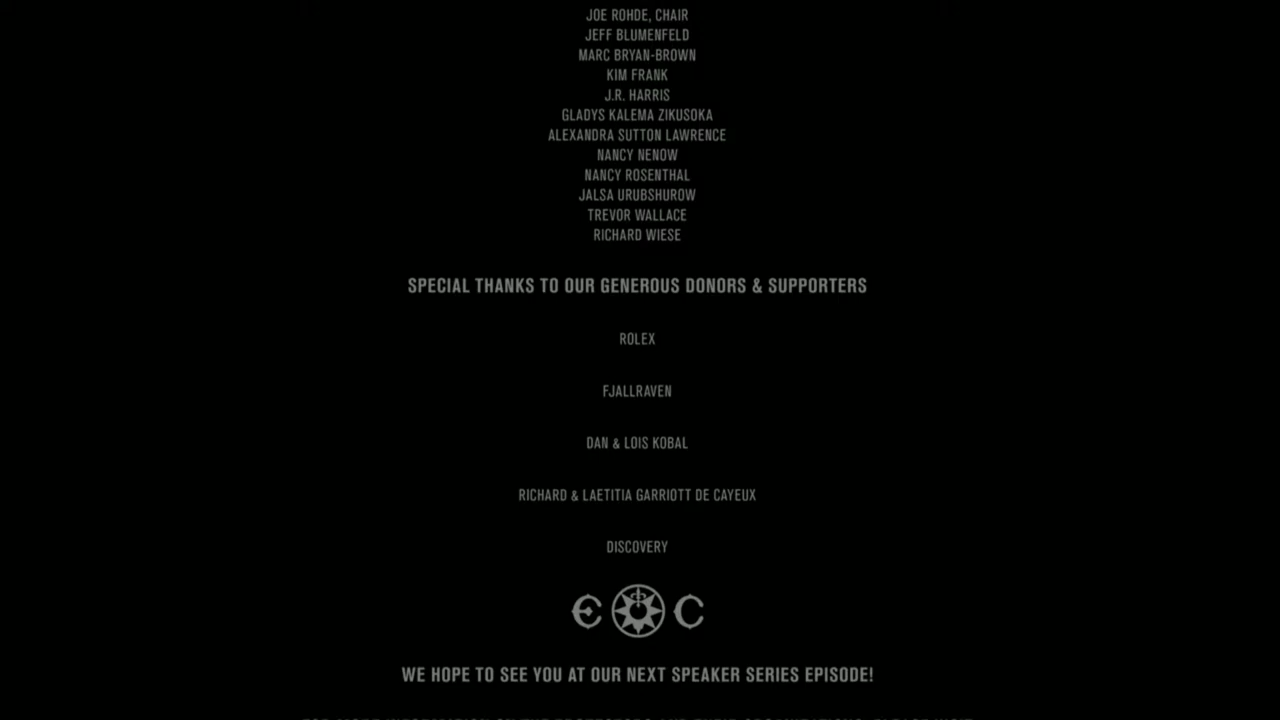 JOE ROHDE, CHAIR
JEFF BLUMENFELD
MARC BRYAN-BROWN
KIM FRANK
J.R. HARRIS
GLADYS KALEMA ZIKUSOKA
ALEXANDRA SUTTON LAWRENCE
NANCY NENOW
NANCY ROSENTHAL
JALSA URUBSHUROW
TREVOR WALLACE
RICHARD WIESE
SPECIAL THANKS TO OUR GENEROUS DONORS & SUPPORTERS
ROLEX
FJALLRAVEN
DAN & LOIS KOBAL
RICHARD & LAETITIA GARRIOTT DE CAYEUX
DISCOVERY
E C
WE HOPE TO SEE YOU AT OUR NEXT SPEAKER SERIES EPISODE!